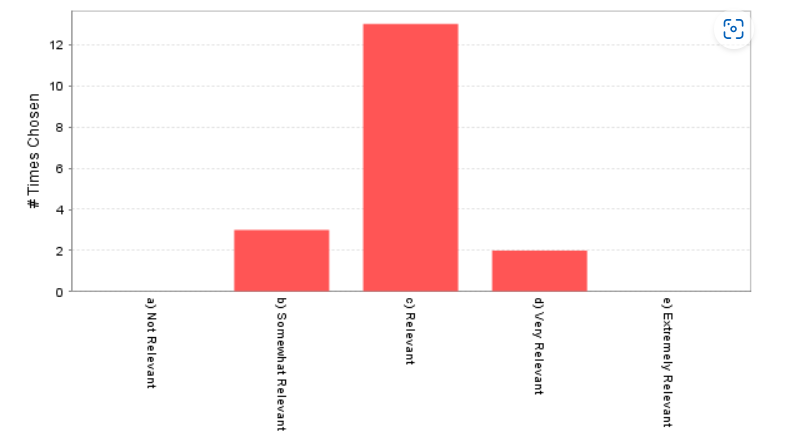 # Times Chosen
12
10
8
6
4
2
0
a) Not Relevant
b) Somewhat Relevant
c) Relevant
d) Very Relevant
e) Extremely Relevant